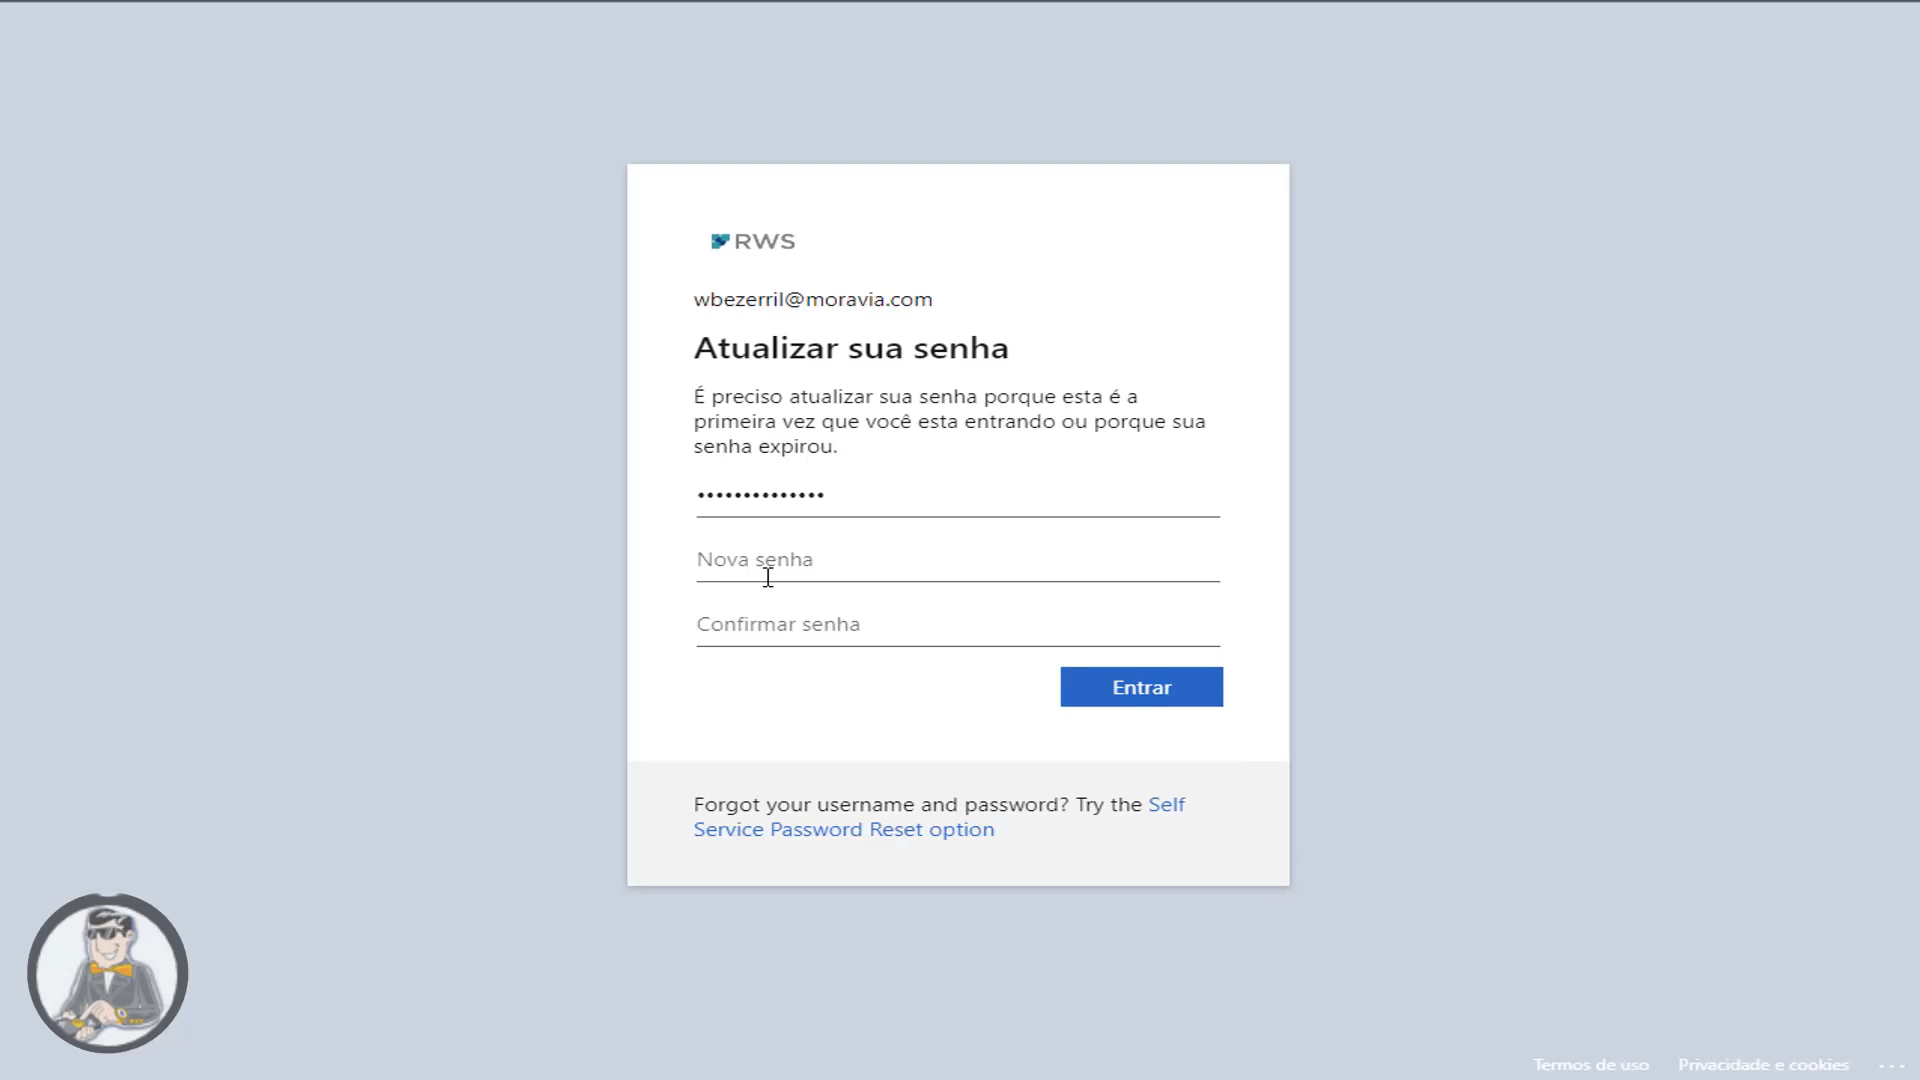 RWS
wbezerril@moravia.com
Atualizar sua senha
É preciso atualizar sua senha porque esta é a
primeira vez que você esta entrando ou porque sua
senha expirou.
••••••••••••••
Nova senha
Confirmar senha
Entrar
Forgot your username and password? Try the Self
Service Password Reset option
Termos de uso Privacidade e cookies ...